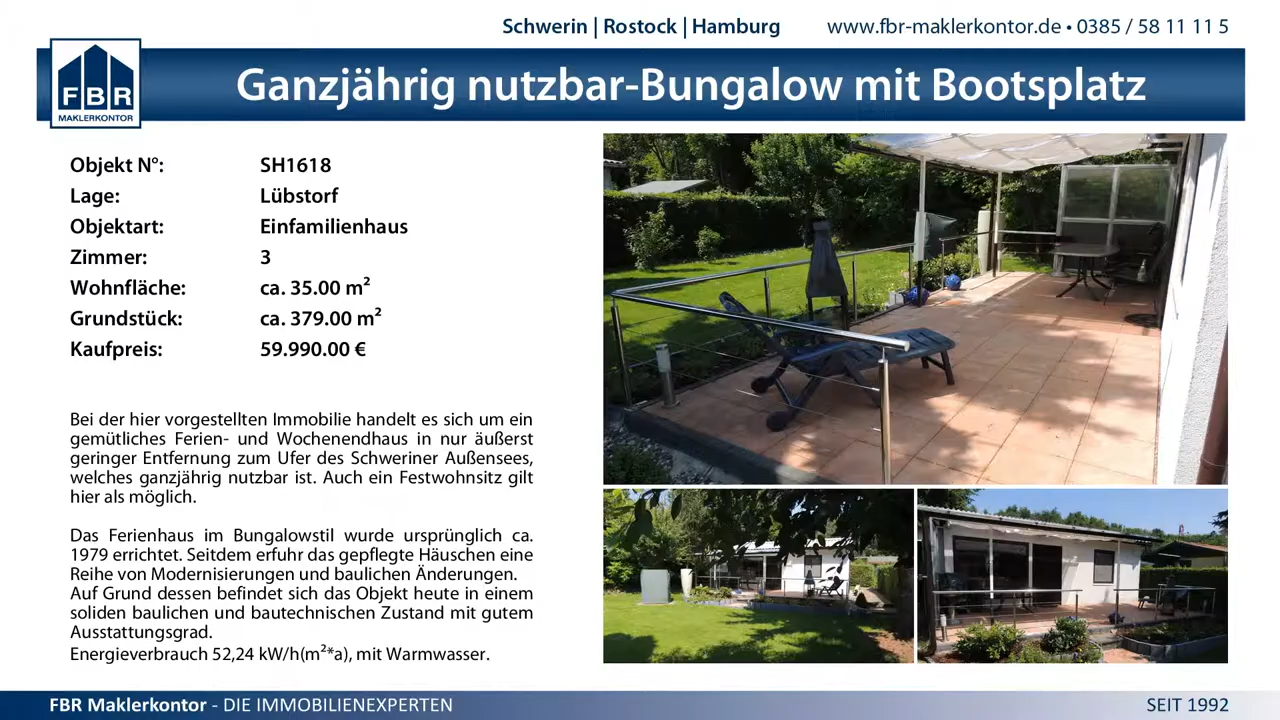 Schwerin | Rostock | Hamburg www.fbr-maklerkontor.de • 0385 / 58 11 11 5
FBR
MAKLERKONTOR
Ganzjährig nutzbar-Bungalow mit Bootsplatz
Objekt N°: SH1618
Lage: Lübstorf
Objektart: Einfamilienhaus
Zimmer: 3
Wohnfläche: ca. 35.00 m²
Grundstück: ca. 379.00 m²
Kaufpreis: 59.990.00 €
Bei der hier vorgestellten Immobilie handelt es sich um ein
gemütliches Ferien- und Wochenendhaus in nur äußerst
geringer Entfernung zum Ufer des Schweriner Außensees,
welches ganzjährig nutzbar ist. Auch ein Festwohnsitz gilt
hier als möglich.
Das Ferienhaus im Bungalowstil wurde ursprünglich ca.
1979 errichtet. Seitdem erfuhr das gepflegte Häuschen eine
Reihe von Modernisierungen und baulichen Änderungen.
Auf Grund dessen befindet sich das Objekt heute in einem
soliden baulichen und bautechnischen Zustand mit gutem
Ausstattungsgrad.
Energieverbrauch 52,24 kW/h(m²*a), mit Warmwasser.
FBR Maklerkontor - DIE IMMOBILIENEXPERTEN SEIT 1992